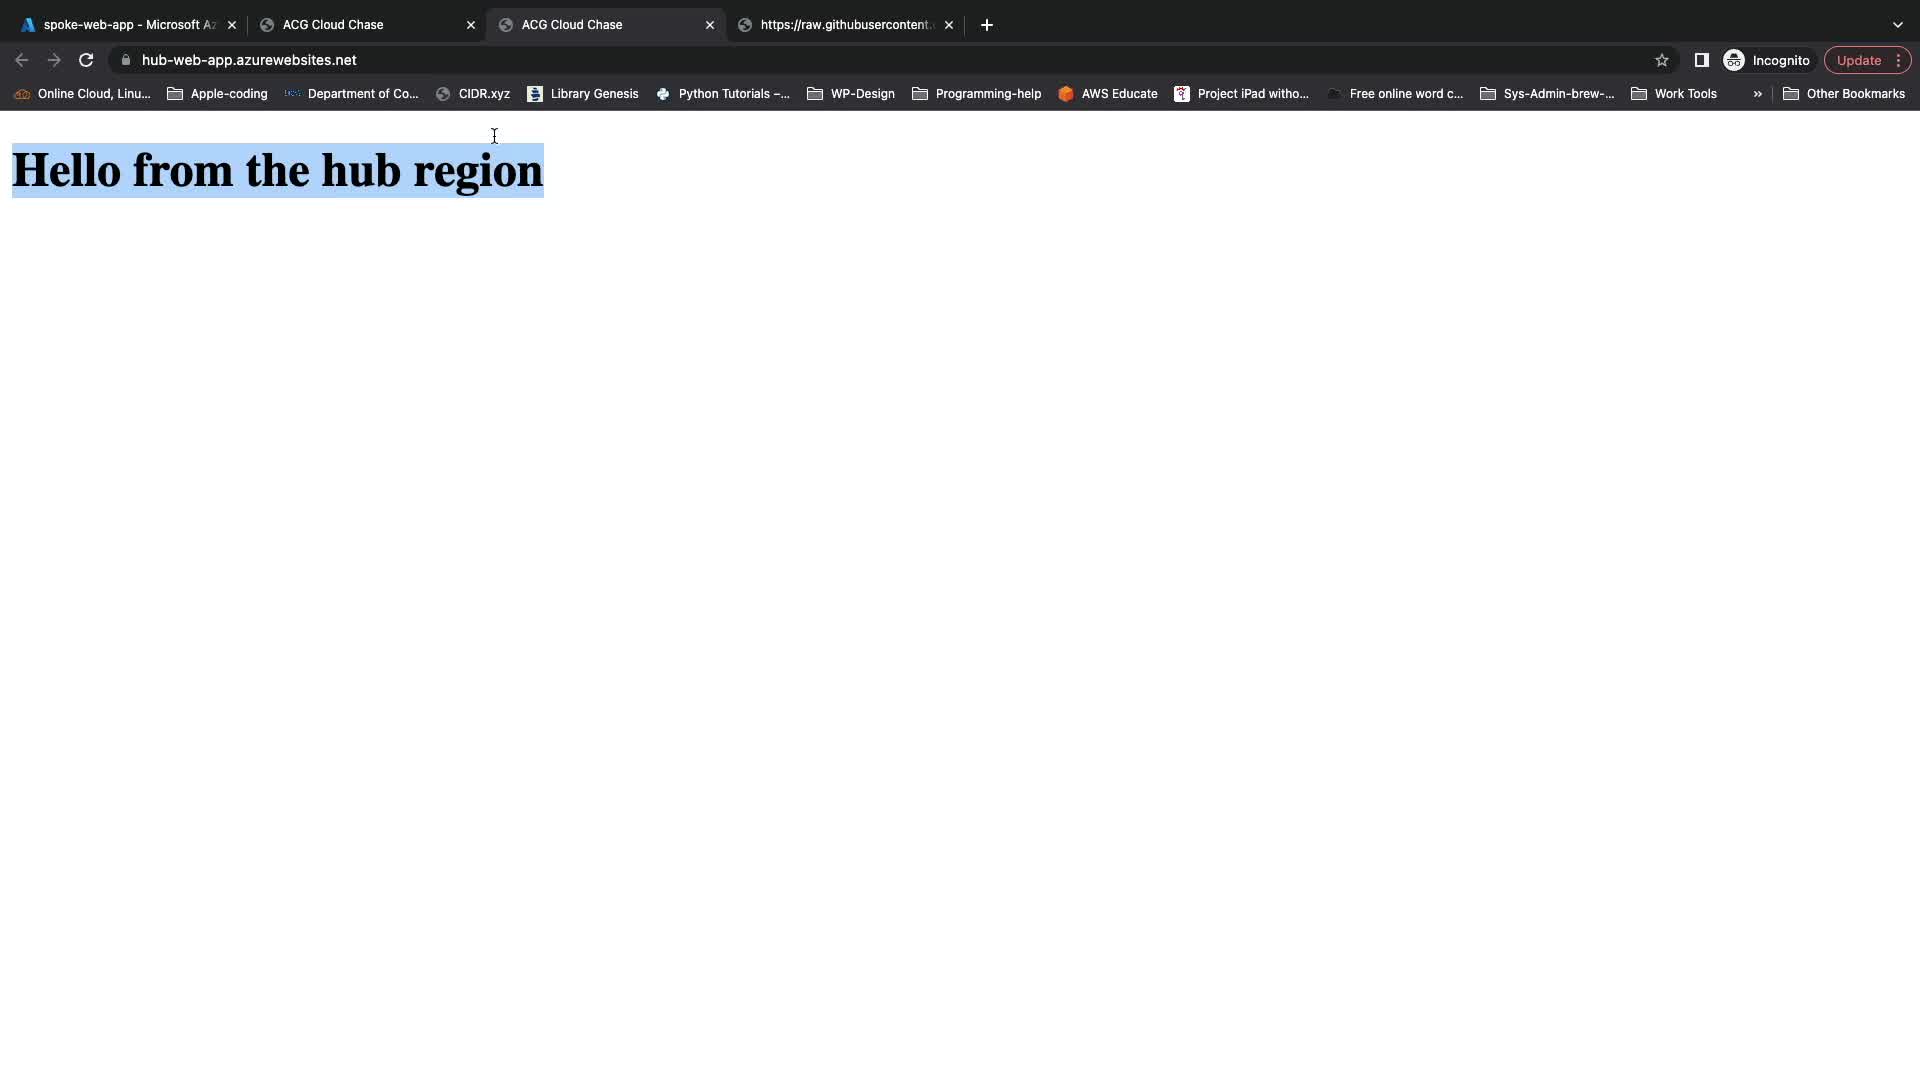 spoke-web-app - Microsoft Az
ACG Cloud Chase
ACG Cloud Chase
https://raw.githubusercontent.
hub-web-app.azurewebsites.net
Incognito
Update
Online Cloud, Linu...
Apple-coding
Department of Co...
CIDR.xyz
Library Genesis
Python Tutorials –...
WP-Design
Programming-help
AWS Educate
Project iPad witho...
Free online word c...
Sys-Admin-brew-...
Work Tools
»
Other Bookmarks
Hello from the hub region